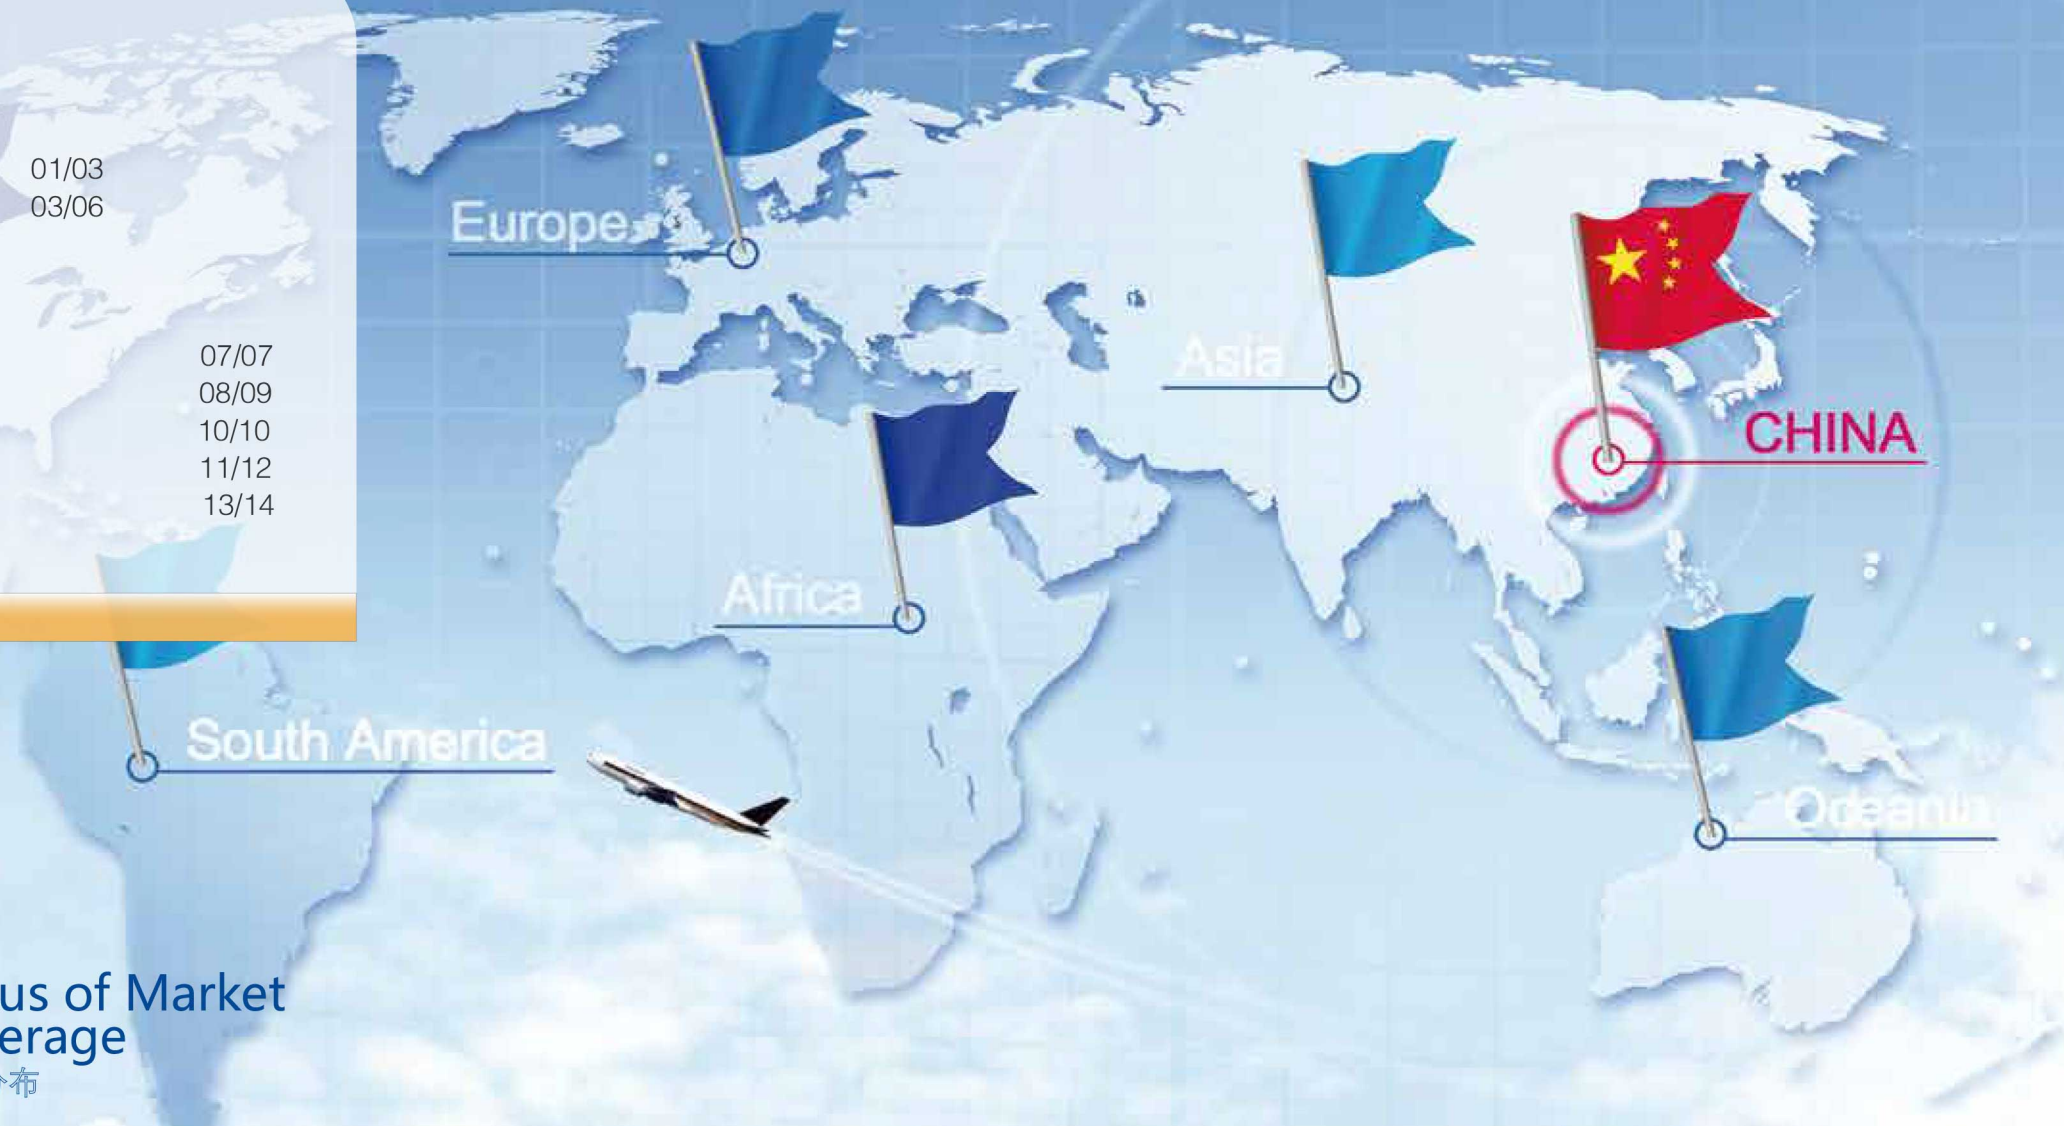 01/03
03/06
07/07
08/09
10/10
11/12
13/14
Europe
Asia
CHINA
Africa
South America
Oceania
us of Market
erage
布